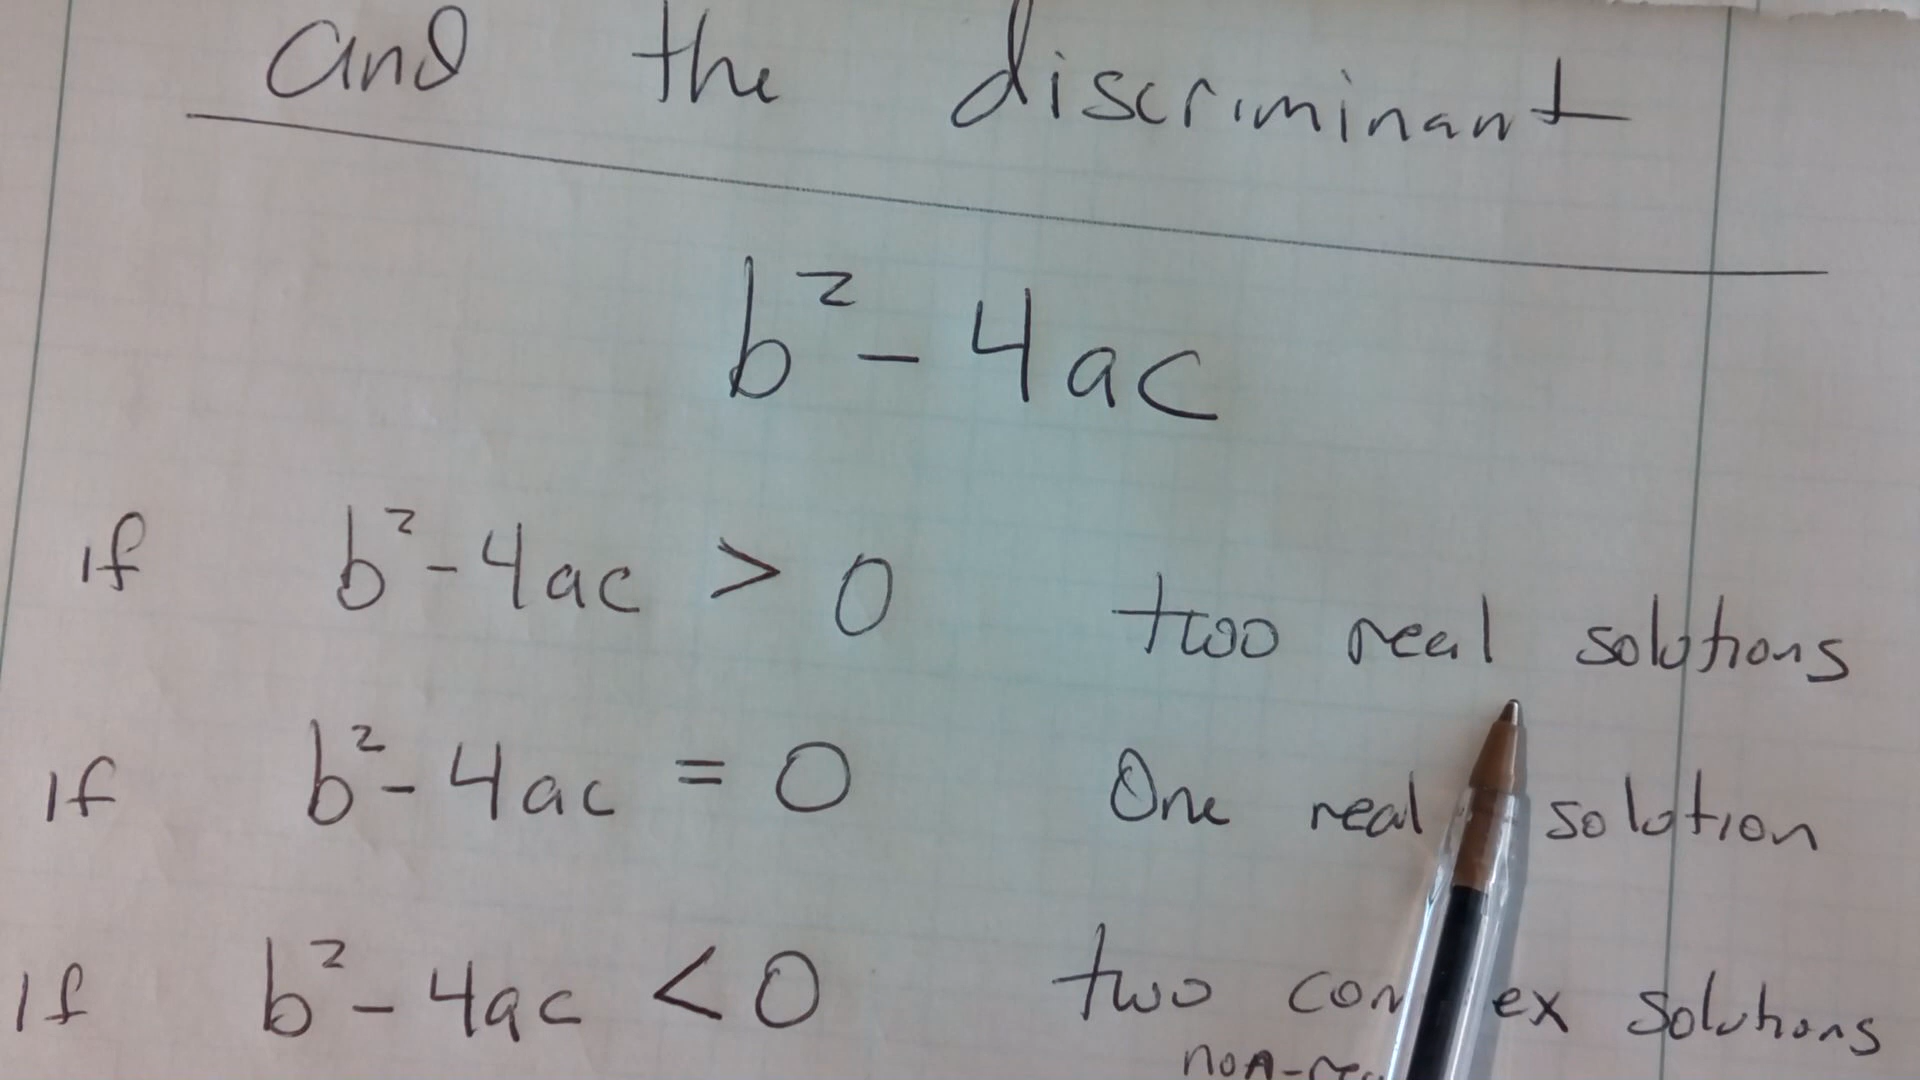 and the discriminant
b² - 4ac
if b² - 4ac > 0 two real solutions
if b² - 4ac = 0 One real solution
If b² - 4ac < 0 two solutions